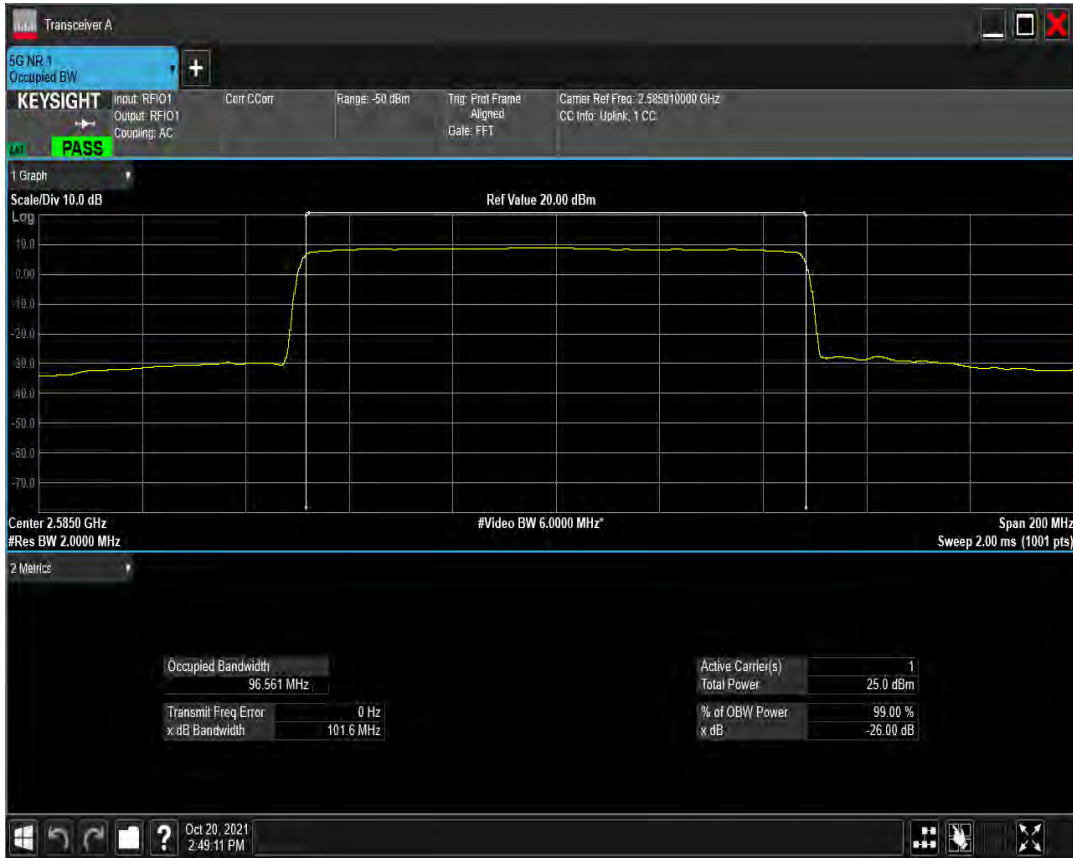 Transceiver A
5G NR 1
Occupied BW
+
KEYSIGHT Input: RFIO1 Corr CCorr Range: -50 dBm Trig: Prot Frame Carrier Ref Freq: 2.585010000 GHz
Output: RFIO1 Aligned CC Info: Uplink, 1 CC
Coupling: AC Gate: FFT
PASS
1 Graph
Scale/Div 10.0 dB Ref Value 20.00 dBm
Log
10.0
0.00
-10.0
-20.0
-30.0
-40.0
-50.0
-60.0
-70.0
Center 2.5850 GHz #Video BW 6.0000 MHz* Span 200 MHz
#Res BW 2.0000 MHz Sweep 2.00 ms (1001 pts)
2 Metrics
Occupied Bandwidth Active Carrier(s) 1
96.561 MHz Total Power 25.0 dBm
Transmit Freq Error 0 Hz % of OBW Power 99.00 %
x dB Bandwidth 101.6 MHz x dB -26.00 dB
? Oct 20, 2021
2:49:11 PM